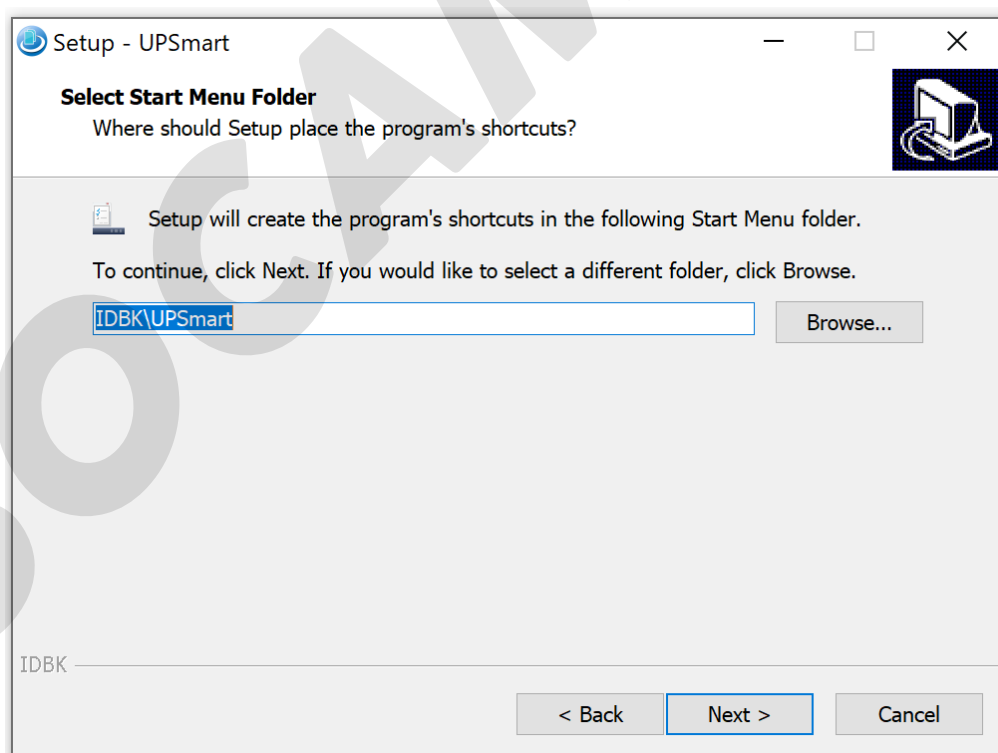 Setup - UPSmart
Select Start Menu Folder
Where should Setup place the program's shortcuts?
Setup will create the program's shortcuts in the following Start Menu folder.
To continue, click Next. If you would like to select a different folder, click Browse.
IDBK\UPSmart
Browse...
IDBK
< Back
Next >
Cancel